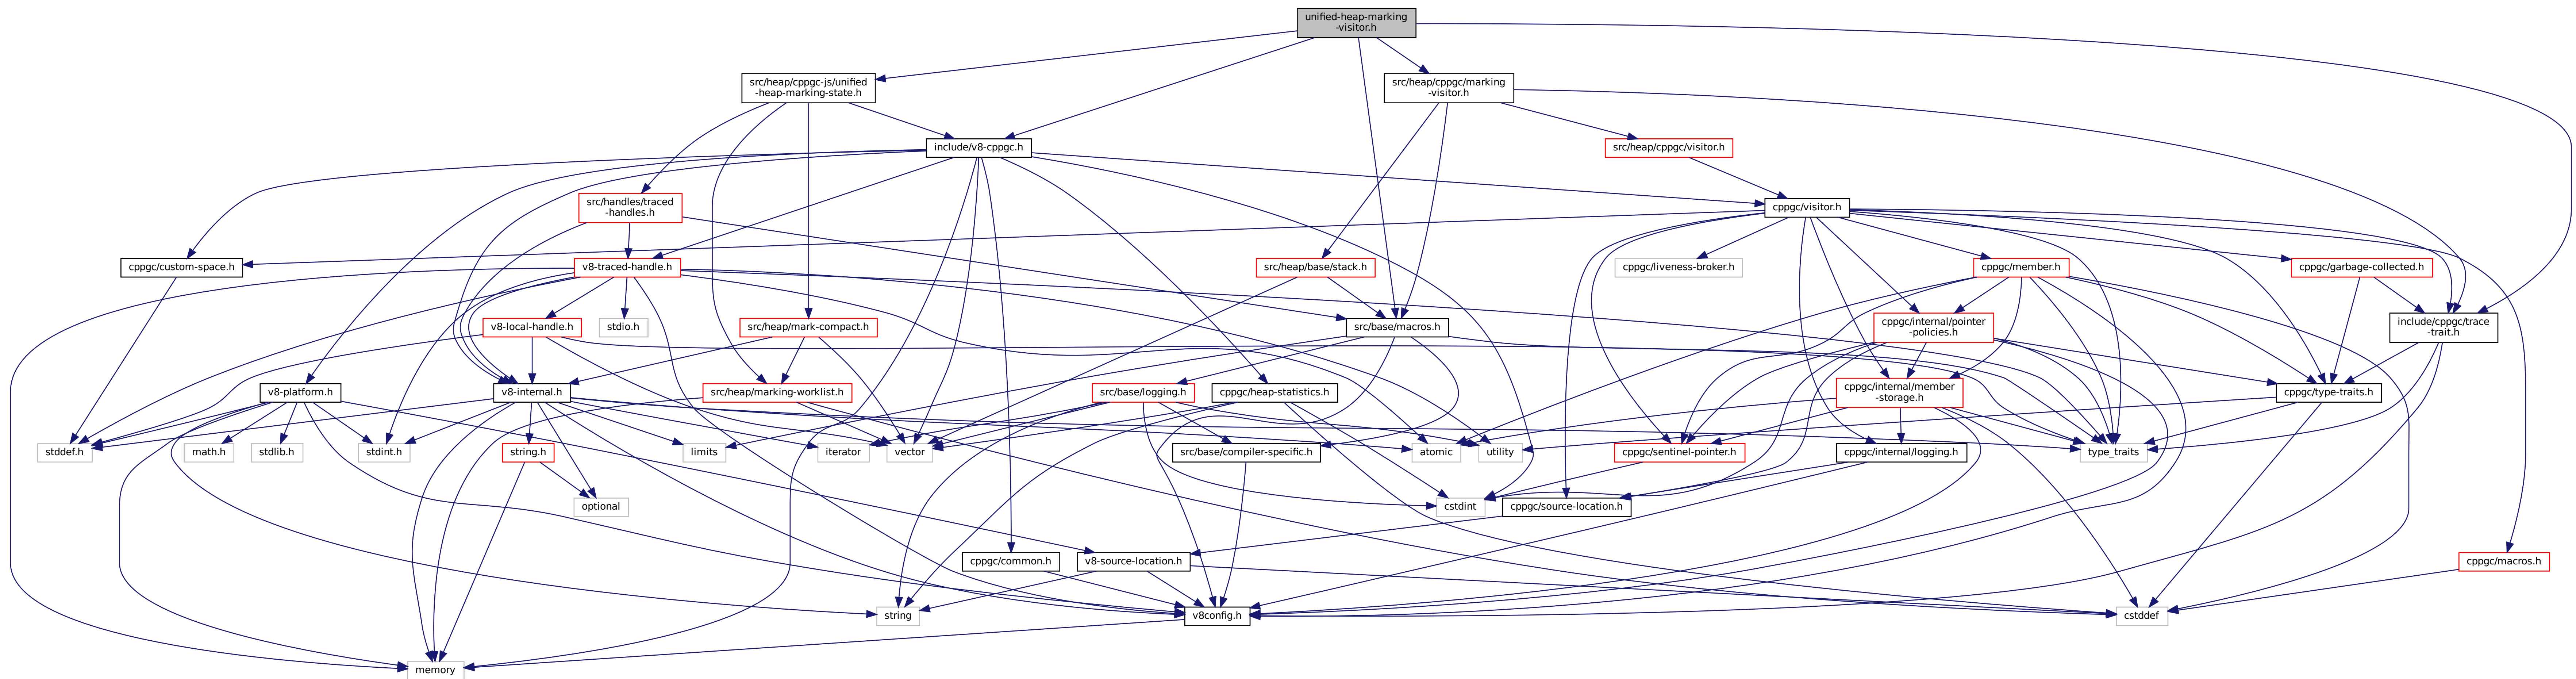 unified-heap-marking
-visitor.h
src/heap/cppgc-js/unified
-heap-marking-state.h
src/heap/cppgc/marking
-visitor.h
include/v8-cppgc.h
src/heap/cppgc/visitor.h
src/handles/traced
-handles.h
cppgc/visitor.h
cppgc/custom-space.h
v8-traced-handle.h
src/heap/base/stack.h
cppgc/liveness-broker.h
cppgc/member.h
cppgc/garbage-collected.h
v8-local-handle.h
stdio.h
src/heap/mark-compact.h
src/base/macros.h
cppgc/internal/pointer
-policies.h
include/cppgc/trace
-trait.h
v8-platform.h
v8-internal.h
src/heap/marking-worklist.h
src/base/logging.h
cppgc/heap-statistics.h
cppgc/internal/member
-storage.h
cppgc/type-traits.h
stddef.h
math.h
stdlib.h
stdint.h
string.h
limits
iterator
vector
src/base/compiler-specific.h
atomic
utility
cppgc/sentinel-pointer.h
cppgc/internal/logging.h
type_traits
optional
cstdint
cppgc/source-location.h
cppgc/common.h
v8-source-location.h
cppgc/macros.h
string
v8config.h
cstddef
memory